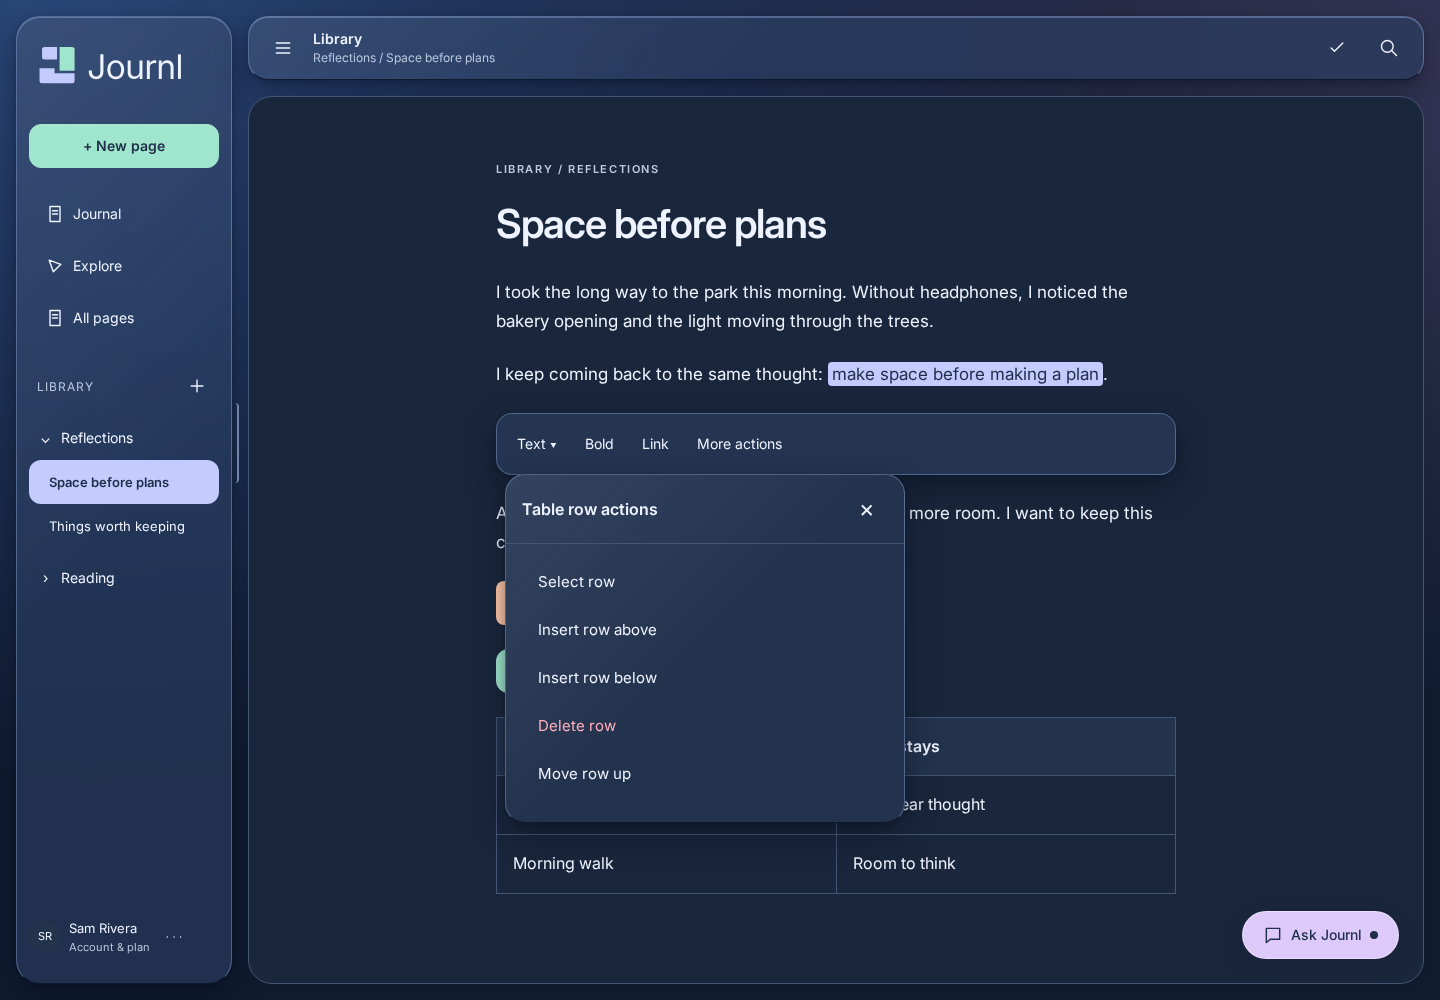 Journl
+ New page
Journal
Explore
All pages
LIBRARY
Reflections
Space before plans
Things worth keeping
Reading
SR
Sam Rivera
Account & plan
...
Library
Reflections / Space before plans
LIBRARY / REFLECTIONS
Space before plans
I took the long way to the park this morning. Without headphones, I noticed the
bakery opening and the light moving through the trees.
I keep coming back to the same thought: make space before making a plan.
Text Bold Link More actions
more room. I want to keep this
Table row actions
Select row
Insert row above
Insert row below
Delete row
Move row up
stays
thought
Morning walk Room to think
Ask Journl